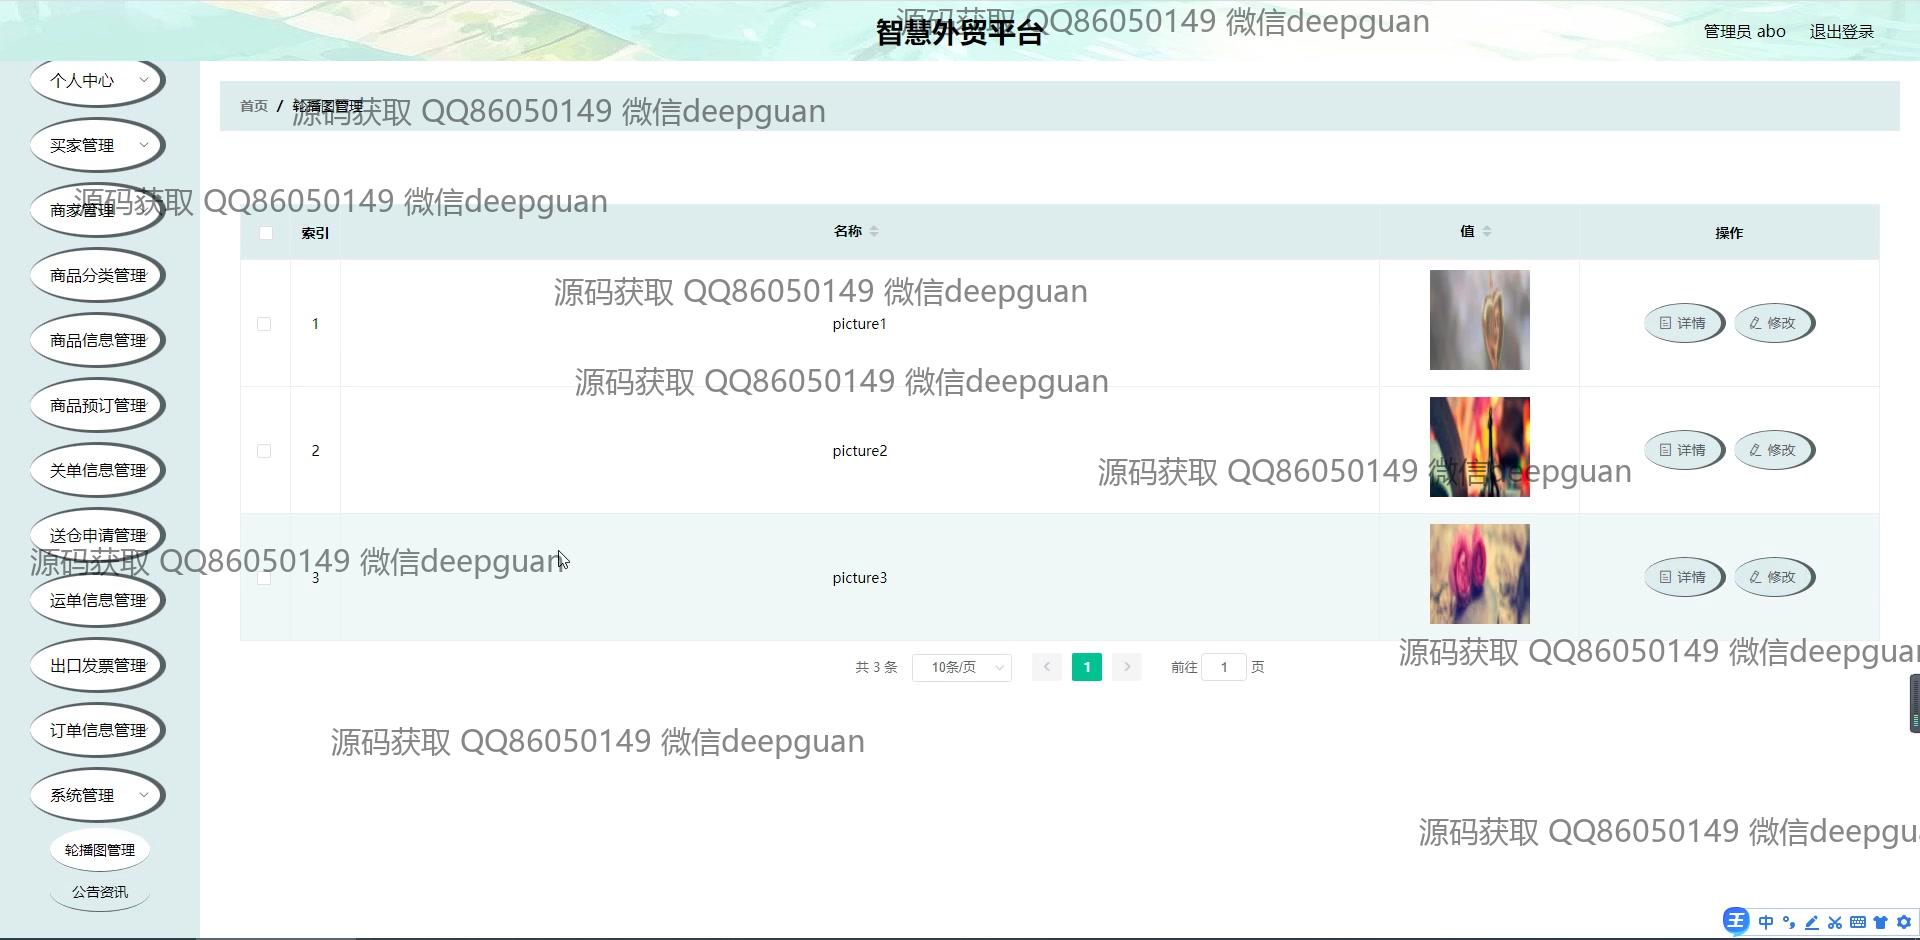 智慧外贸平台
管理员 abo 退出登录
源码获取 QQ86050149 微信deepguan
个人中心
首页 / 轮播图管理
源码获取 QQ86050149 微信deepguan
买家管理
源码获取 QQ86050149 微信deepguan
商家管理
索引 名称 值 操作
商品分类管理
源码获取 QQ86050149 微信deepguan
1 picture1 详情 修改
商品信息管理
源码获取 QQ86050149 微信deepguan
商品预订管理
2 picture2 详情 修改
关单信息管理
源码获取 QQ86050149 微信deepguan
送仓申请管理
源码获取 QQ86050149 微信deepguan
3 picture3 详情 修改
运单信息管理
源码获取 QQ86050149 微信deepguan
出口发票管理
共 3 条 10条/页 1 前往 1 页
订单信息管理
源码获取 QQ86050149 微信deepguan
系统管理
源码获取 QQ86050149 微信deepgu
轮播图管理
公告资讯
王 中